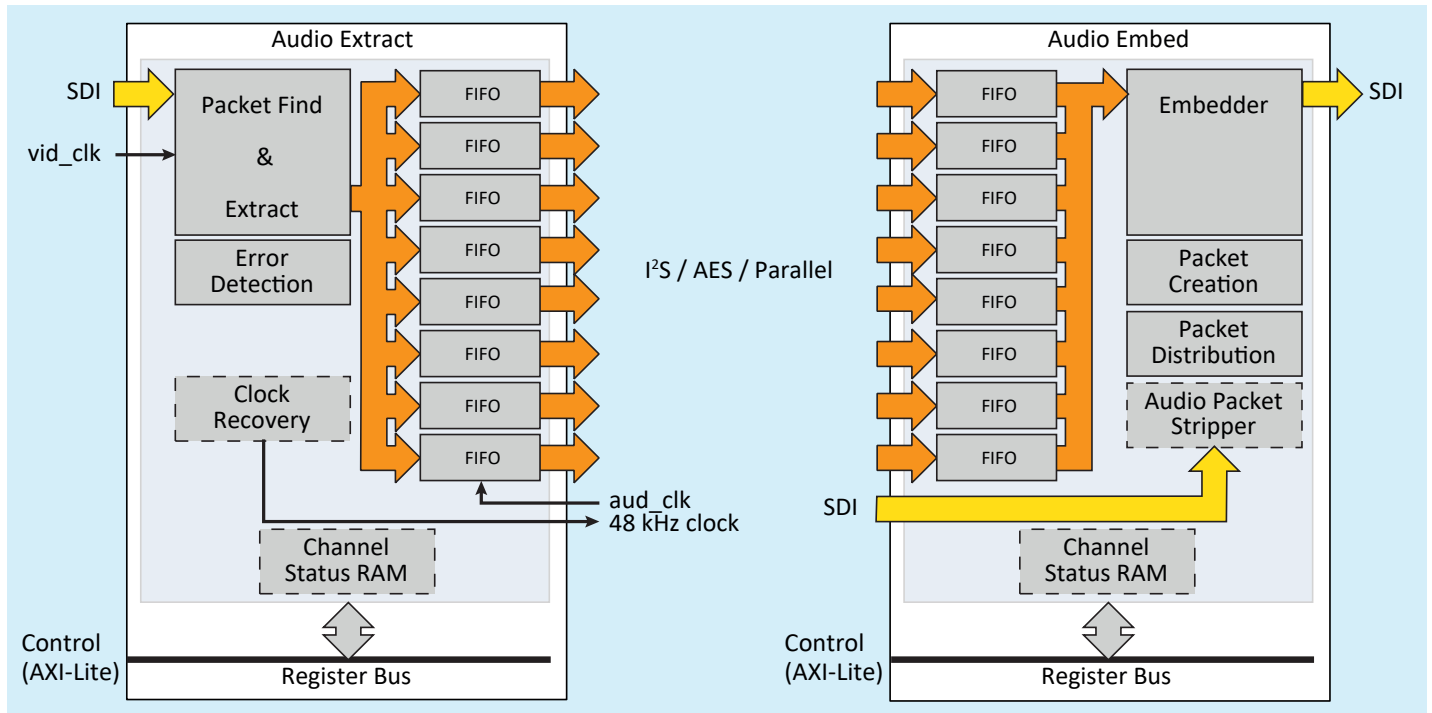 Audio Extract
SDI
vid_clk
Packet Find
&
Extract
Error
Detection
Clock
Recovery
FIFO
FIFO
FIFO
FIFO
FIFO
FIFO
FIFO
FIFO
aud_clk
48 kHz clock
Channel
Status RAM
Control
(AXI-Lite)
Register Bus
I²S / AES / Parallel
Audio Embed
FIFO
FIFO
FIFO
FIFO
FIFO
FIFO
FIFO
FIFO
Embedder
SDI
Packet
Creation
Packet
Distribution
Audio Packet
Stripper
SDI
Channel
Status RAM
Control
(AXI-Lite)
Register Bus